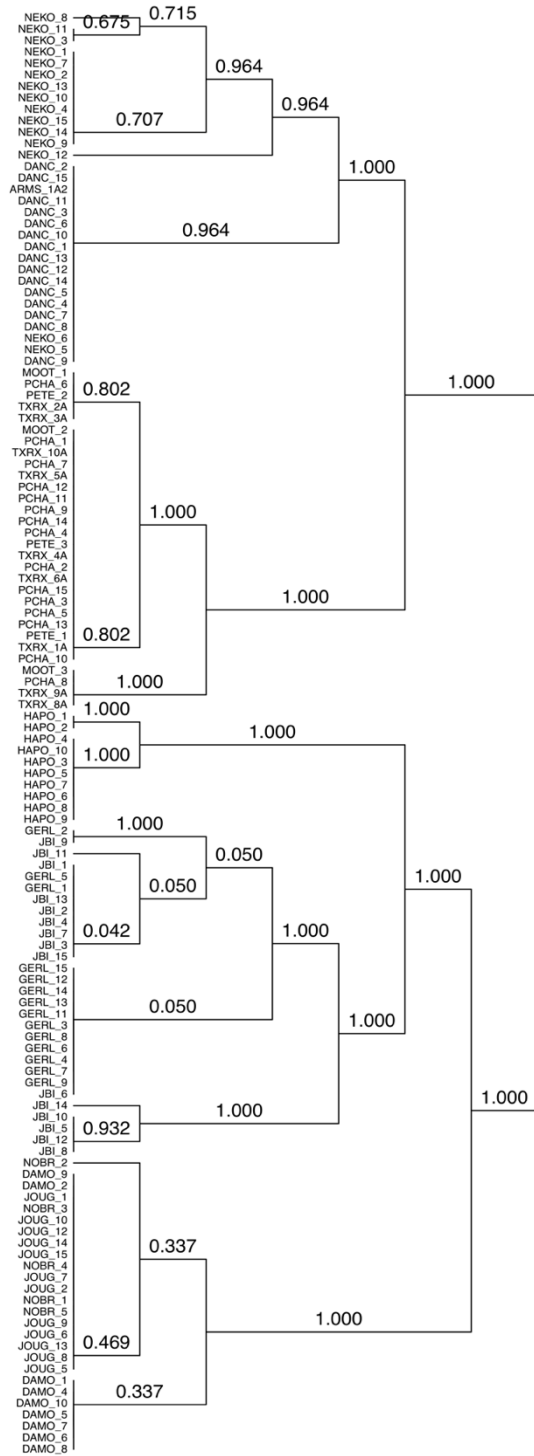 NEKO_8
0.715
NEKO_11
0.675
NEKO_3
NEKO_1
NEKO_7
NEKO_2
0.964
NEKO_13
NEKO_10
NEKO_4
0.964
NEKO_15
0.707
NEKO_14
NEKO_9
NEKO_12
DANC_2
1.000
DANC_15
ARMS_1A2
DANC_11
DANC_3
DANC_6
DANC_10
0.964
DANC_1
DANC_13
DANC_12
DANC_14
DANC_5
DANC_4
DANC_7
DANC_8
NEKO_6
NEKO_5
DANC_9
MOOT_1
PCHA_6
1.000
PETE_2
0.802
TXRX_2A
TXRX_3A
MOOT_2
PCHA_1
TXRX_10A
PCHA_7
TXRX_5A
PCHA_12
PCHA_11
PCHA_9
1.000
PCHA_14
PCHA_4
PETE_3
TXRX_4A
PCHA_2
TXRX_6A
PCHA_15
PCHA_3
1.000
PCHA_5
PCHA_13
PETE_1
0.802
TXRX_1A
PCHA_10
MOOT_3
PCHA_8
TXRX_9A
1.000
TXRX_8A
HAPO_1
1.000
HAPO_2
HAPO_4
1.000
HAPO_10
HAPO_3
1.000
HAPO_5
HAPO_7
HAPO_6
HAPO_8
HAPO_9
GERL_2
1.000
JBI_9
JBI_11
0.050
JBI_1
GERL_5
GERL_1
0.050
1.000
JBI_13
JBI_2
JBI_4
JBI_7
0.042
JBI_3
1.000
JBI_15
GERL_15
GERL_12
GERL_14
GERL_13
GERL_11
0.050
GERL_3
GERL_8
1.000
GERL_6
GERL_4
GERL_7
GERL_9
JBI_6
JBI_14
1.000
JBI_10
JBI_5
1.000
JBI_12
0.932
JBI_8
NOBR_2
DAMO_9
DAMO_2
JOUG_1
NOBR_3
JOUG_10
JOUG_12
JOUG_14
JOUG_15
0.337
NOBR_4
JOUG_7
JOUG_2
NOBR_1
NOBR_5
JOUG_9
1.000
JOUG_6
JOUG_13
0.469
JOUG_8
JOUG_5
DAMO_1
DAMO_4
0.337
DAMO_10
DAMO_5
DAMO_7
DAMO_6
DAMO_8